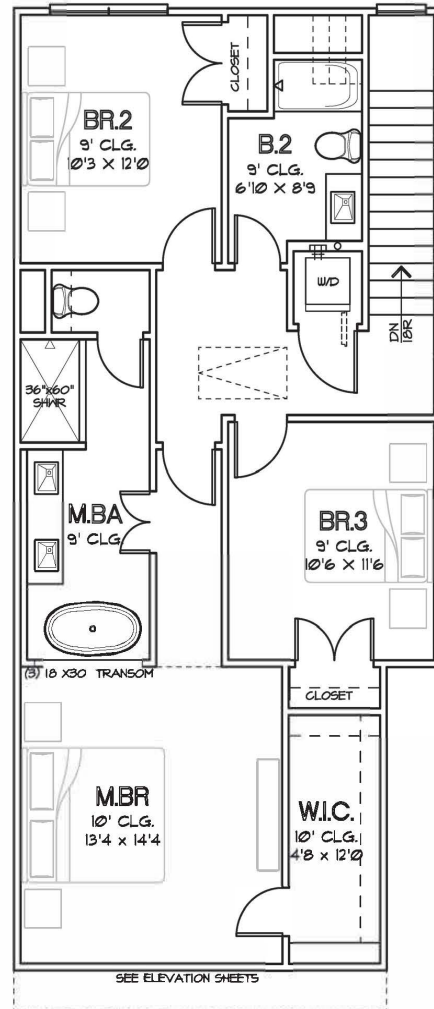 CLOSET
BR.2
9' CLG.
10'3 X 12'0
B.2
9' CLG.
6'10 X 8'9
W/D
DN
18R
36"x60"
SHWR
M.BA
9' CLG.
BR.3
9' CLG.
10'6 X 11'6
(3) 18 X30 TRANSOM
CLOSET
M.BR
10' CLG.
13'4 x 14'4
W.I.C.
10' CLG.
4'8 x 12'0
SEE ELEVATION SHEETS